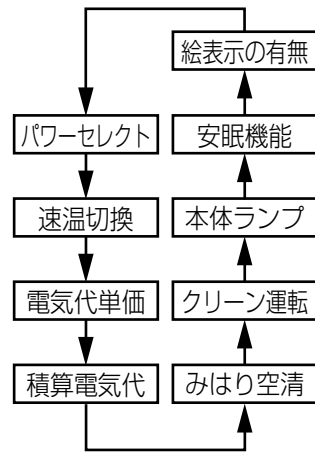 絵表示の有無
パワーセレクト
安眠機能
速温切換
本体ランプ
電気代単価
クリーン運転
積算電気代
みはり空清